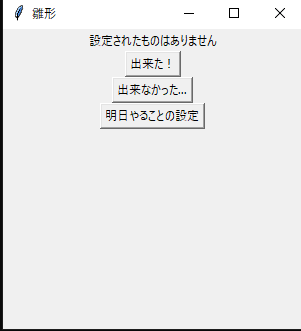 雛形
設定されたものはありません
出来た！
出来なかった...
明日やることの設定